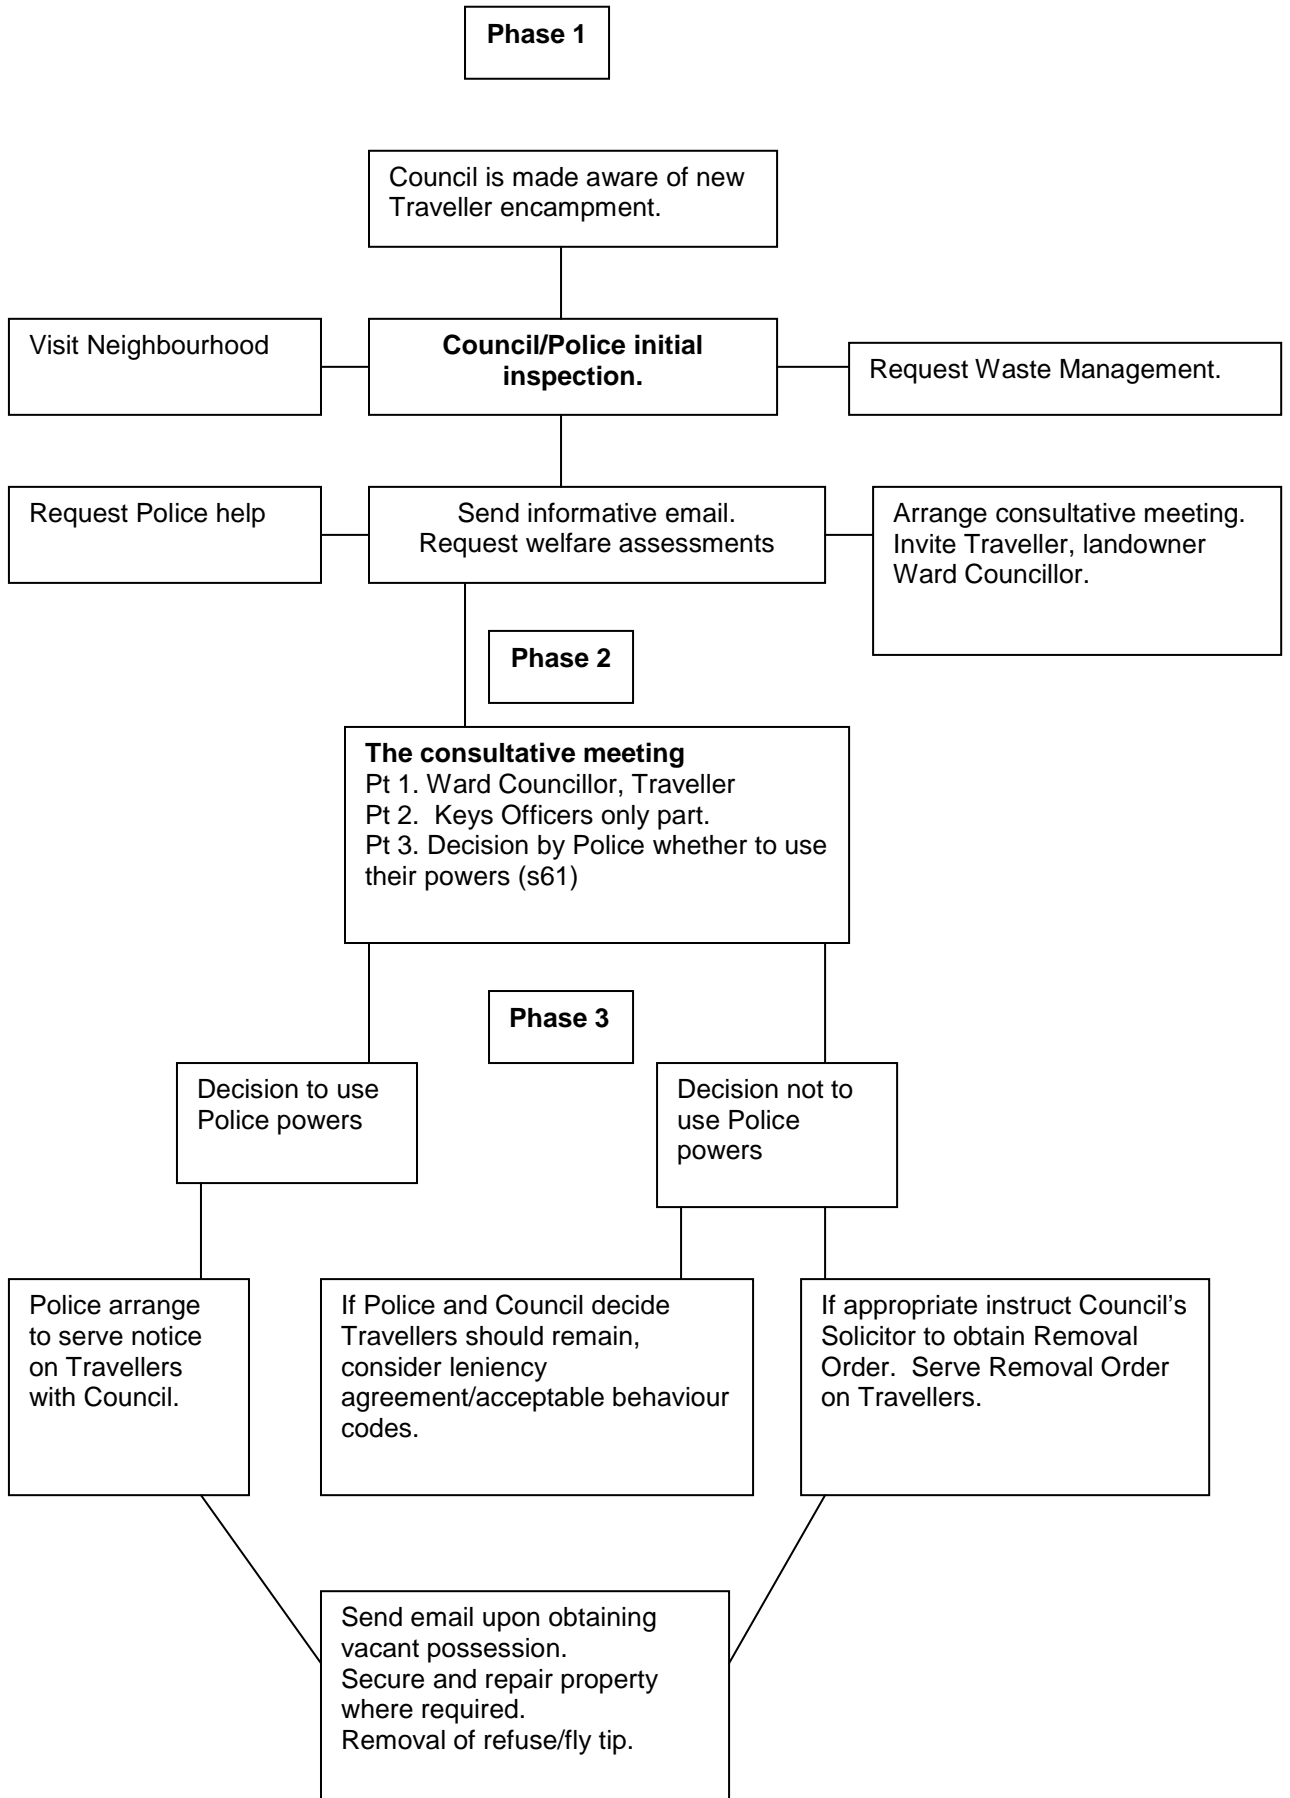 Phase 1
Council is made aware of new
Traveller encampment.
Visit Neighbourhood
Council/Police initial
inspection.
Request Waste Management.
Request Police help
Send informative email.
Request welfare assessments
Arrange consultative meeting.
Invite Traveller, landowner
Ward Councillor.
Phase 2
The consultative meeting
Pt 1. Ward Councillor, Traveller
Pt 2.  Keys Officers only part.
Pt 3. Decision by Police whether to use
their powers (s61)
Phase 3
Decision to use
Police powers
Decision not to
use Police
powers
Police arrange
to serve notice
on Travellers
with Council.
If Police and Council decide
Travellers should remain,
consider leniency
agreement/acceptable behaviour
codes.
If appropriate instruct Council’s
Solicitor to obtain Removal
Order.  Serve Removal Order
on Travellers.
Send email upon obtaining
vacant possession.
Secure and repair property
where required.
Removal of refuse/fly tip.